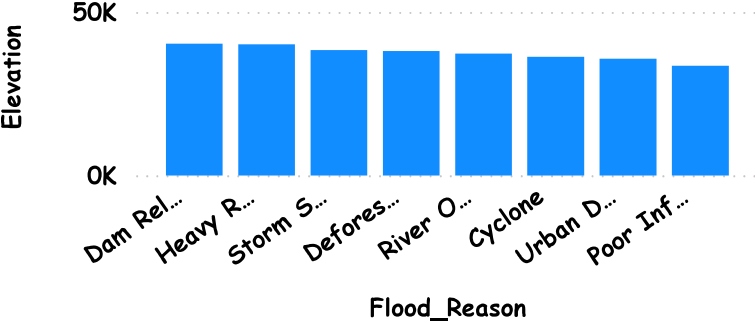 50K
Elevation
0K
Dam Rel...
Heavy R...
Storm S...
Defores...
River O...
Cyclone
Urban D...
Poor Inf...
Flood_Reason